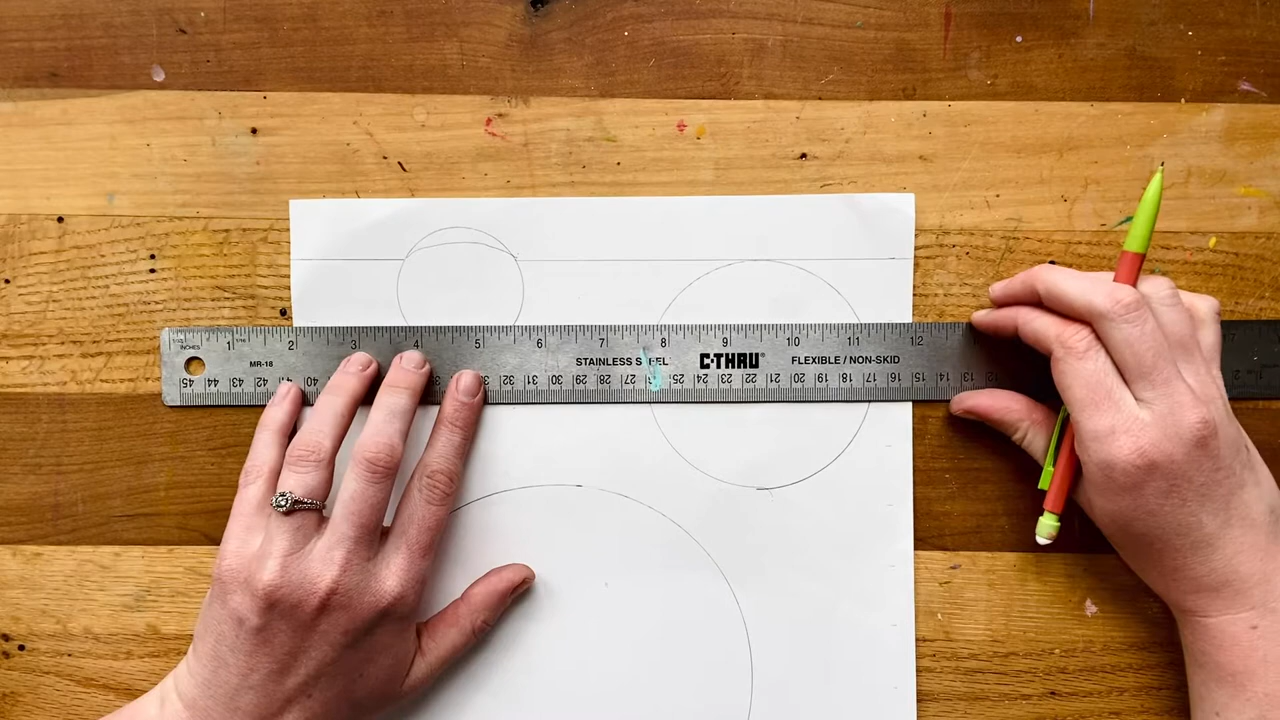 1 2 3 4 5 6 7 8 9 10 11 12 17
INCHES
MR-18 STAINLESS STEEL C-THRU® FLEXIBLE / NON-SKID
45 44 43 42 41 40 32 31 30 29 28 27 25 24 23 22 21 20 19 18 17 16 15 14 13 12